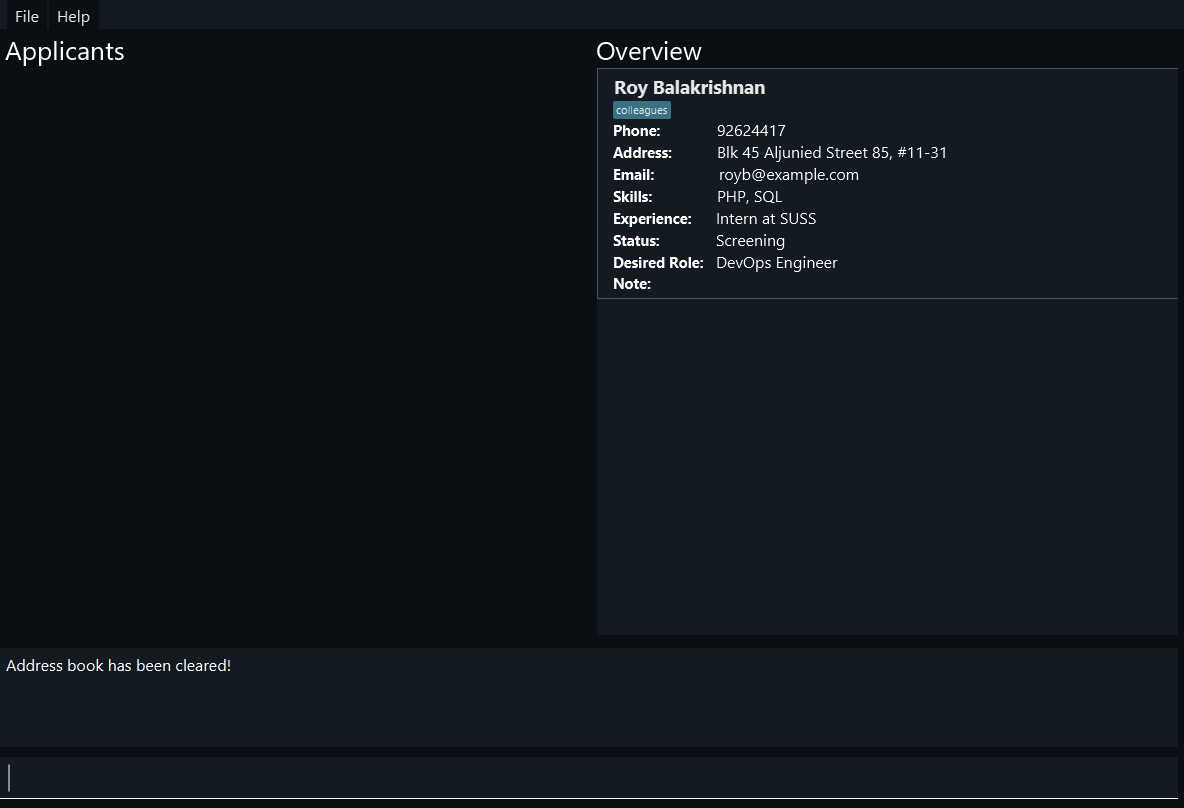 File Help
Applicants
Overview
Roy Balakrishnan
colleagues
Phone: 92624417
Address: Blk 45 Aljunied Street 85, #11-31
Email: royb@example.com
Skills: PHP, SQL
Experience: Intern at SUSS
Status: Screening
Desired Role: DevOps Engineer
Note:
Address book has been cleared!